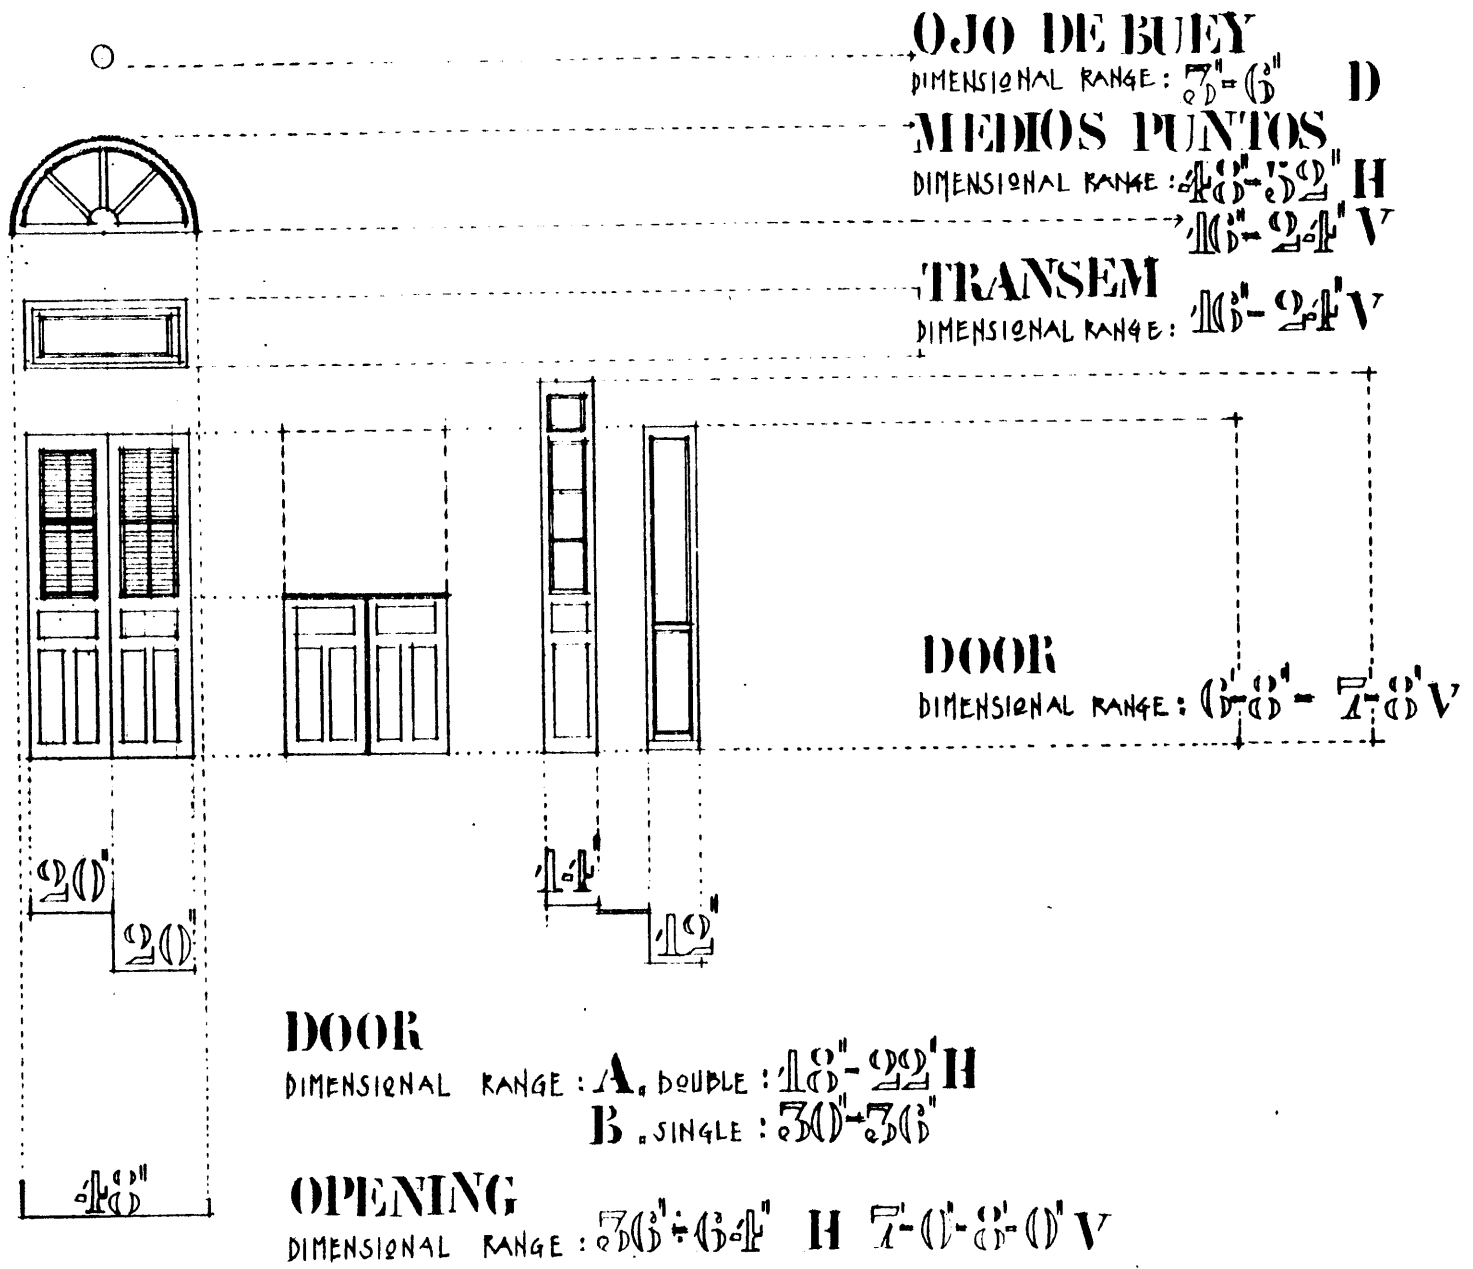 OJO DE BUEY
DIMENSIONAL RANGE: 3"-6" D
MEDIOS PUNTOS
DIMENSIONAL RANGE: 48"-52" H
16"-24" V
TRANSEM
DIMENSIONAL RANGE: 16"-24" V
DOOR
DIMENSIONAL RANGE: 6'-8"- 7'-8" V
20"
20"
14"
12"
DOOR
DIMENSIONAL RANGE: A. DOUBLE: 18"-22" H
B. SINGLE: 30"-36"
48"
OPENING
DIMENSIONAL RANGE: 36"-64" H 7'-0"-8'-0" V